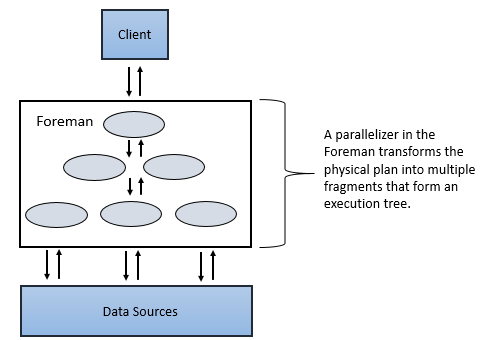 Client
Foreman
A parallelizer in the
Foreman transforms the
physical plan into multiple
fragments that form an
execution tree.
Data Sources